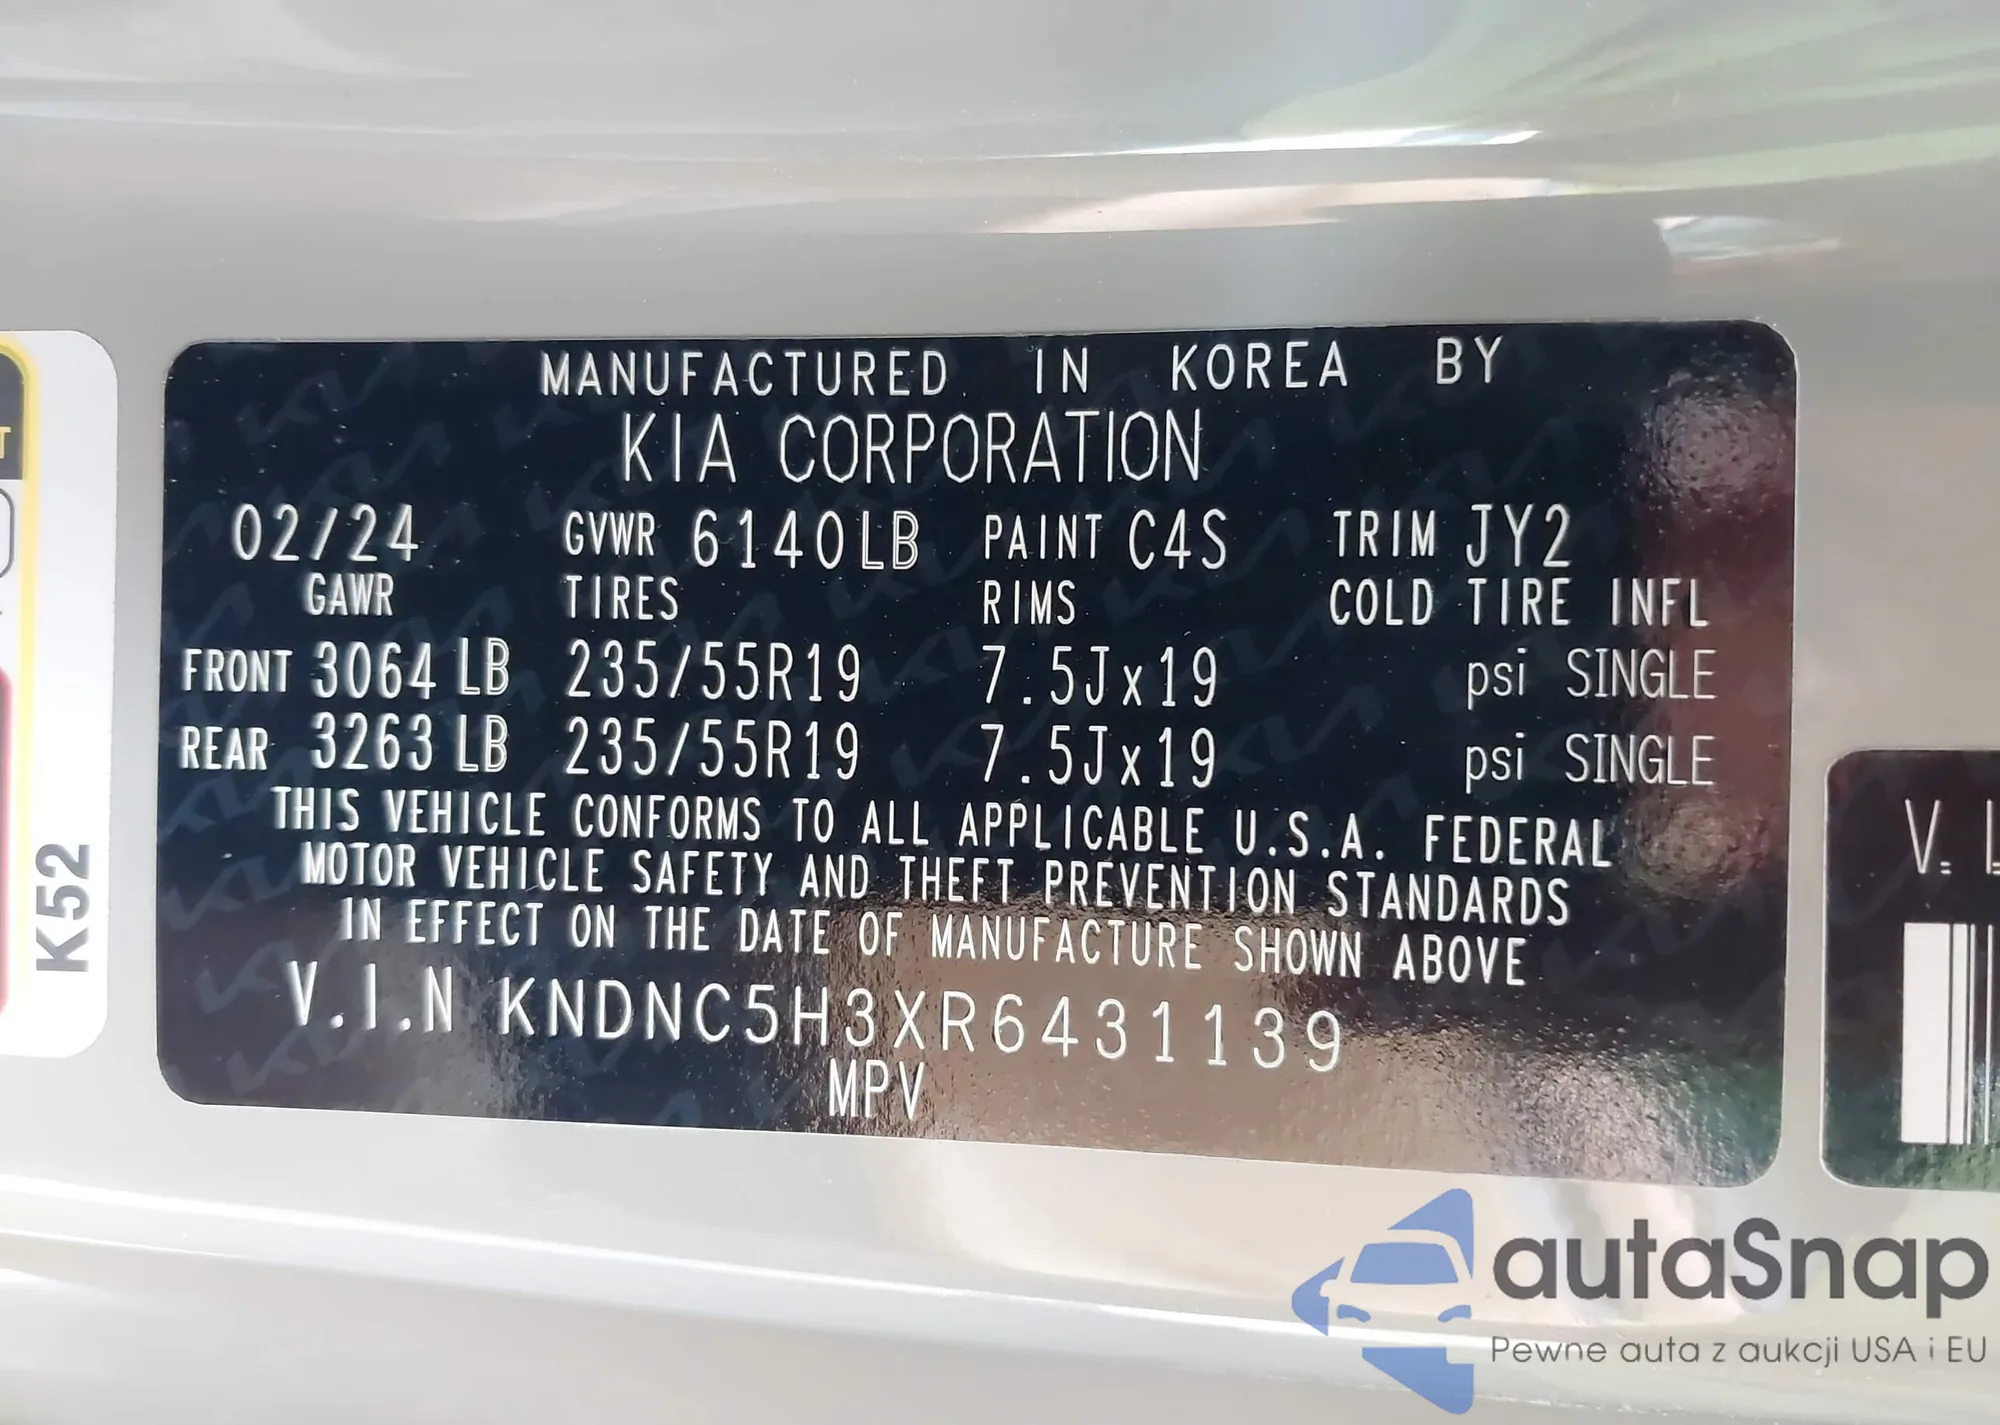 MANUFACTURED IN KOREA BY
KIA CORPORATION
02/24 GVWR 6140LB PAINT C4S TRIM JY2
GAWR TIRES RIMS COLD TIRE INFL
FRONT 3064 LB 235/55R19 7.5Jx19 psi SINGLE
REAR 3263 LB 235/55R19 7.5Jx19 psi SINGLE
THIS VEHICLE CONFORMS TO ALL APPLICABLE U.S.A. FEDERAL
MOTOR VEHICLE SAFETY AND THEFT PREVENTION STANDARDS
IN EFFECT ON THE DATE OF MANUFACTURE SHOWN ABOVE
V.I.N KNDNC5H3XR6431139
MPV
K52
V.
autaSnap
Pewne auta z aukcji USA i EU